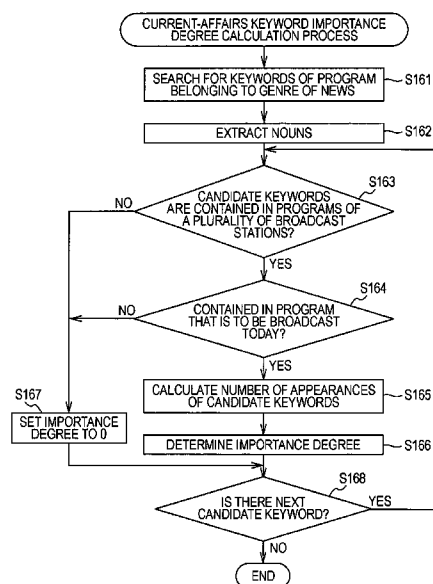 CURRENT-AFFAIRS KEYWORD IMPORTANCE
DEGREE CALCULATION PROCESS
SEARCH FOR KEYWORDS OF PROGRAM
BELONGING TO GENRE OF NEWS
S161
EXTRACT NOUNS
S162
S163
CANDIDATE KEYWORDS
ARE CONTAINED IN PROGRAMS OF
A PLURALITY OF BROADCAST
STATIONS?
NO
YES
S164
CONTAINED IN PROGRAM
THAT IS TO BE BROADCAST
TODAY?
NO
YES
CALCULATE NUMBER OF APPEARANCES
OF CANDIDATE KEYWORDS
S165
S167
SET IMPORTANCE
DEGREE TO 0
DETERMINE IMPORTANCE DEGREE
S166
S168
IS THERE NEXT
CANDIDATE KEYWORD?
YES
NO
END